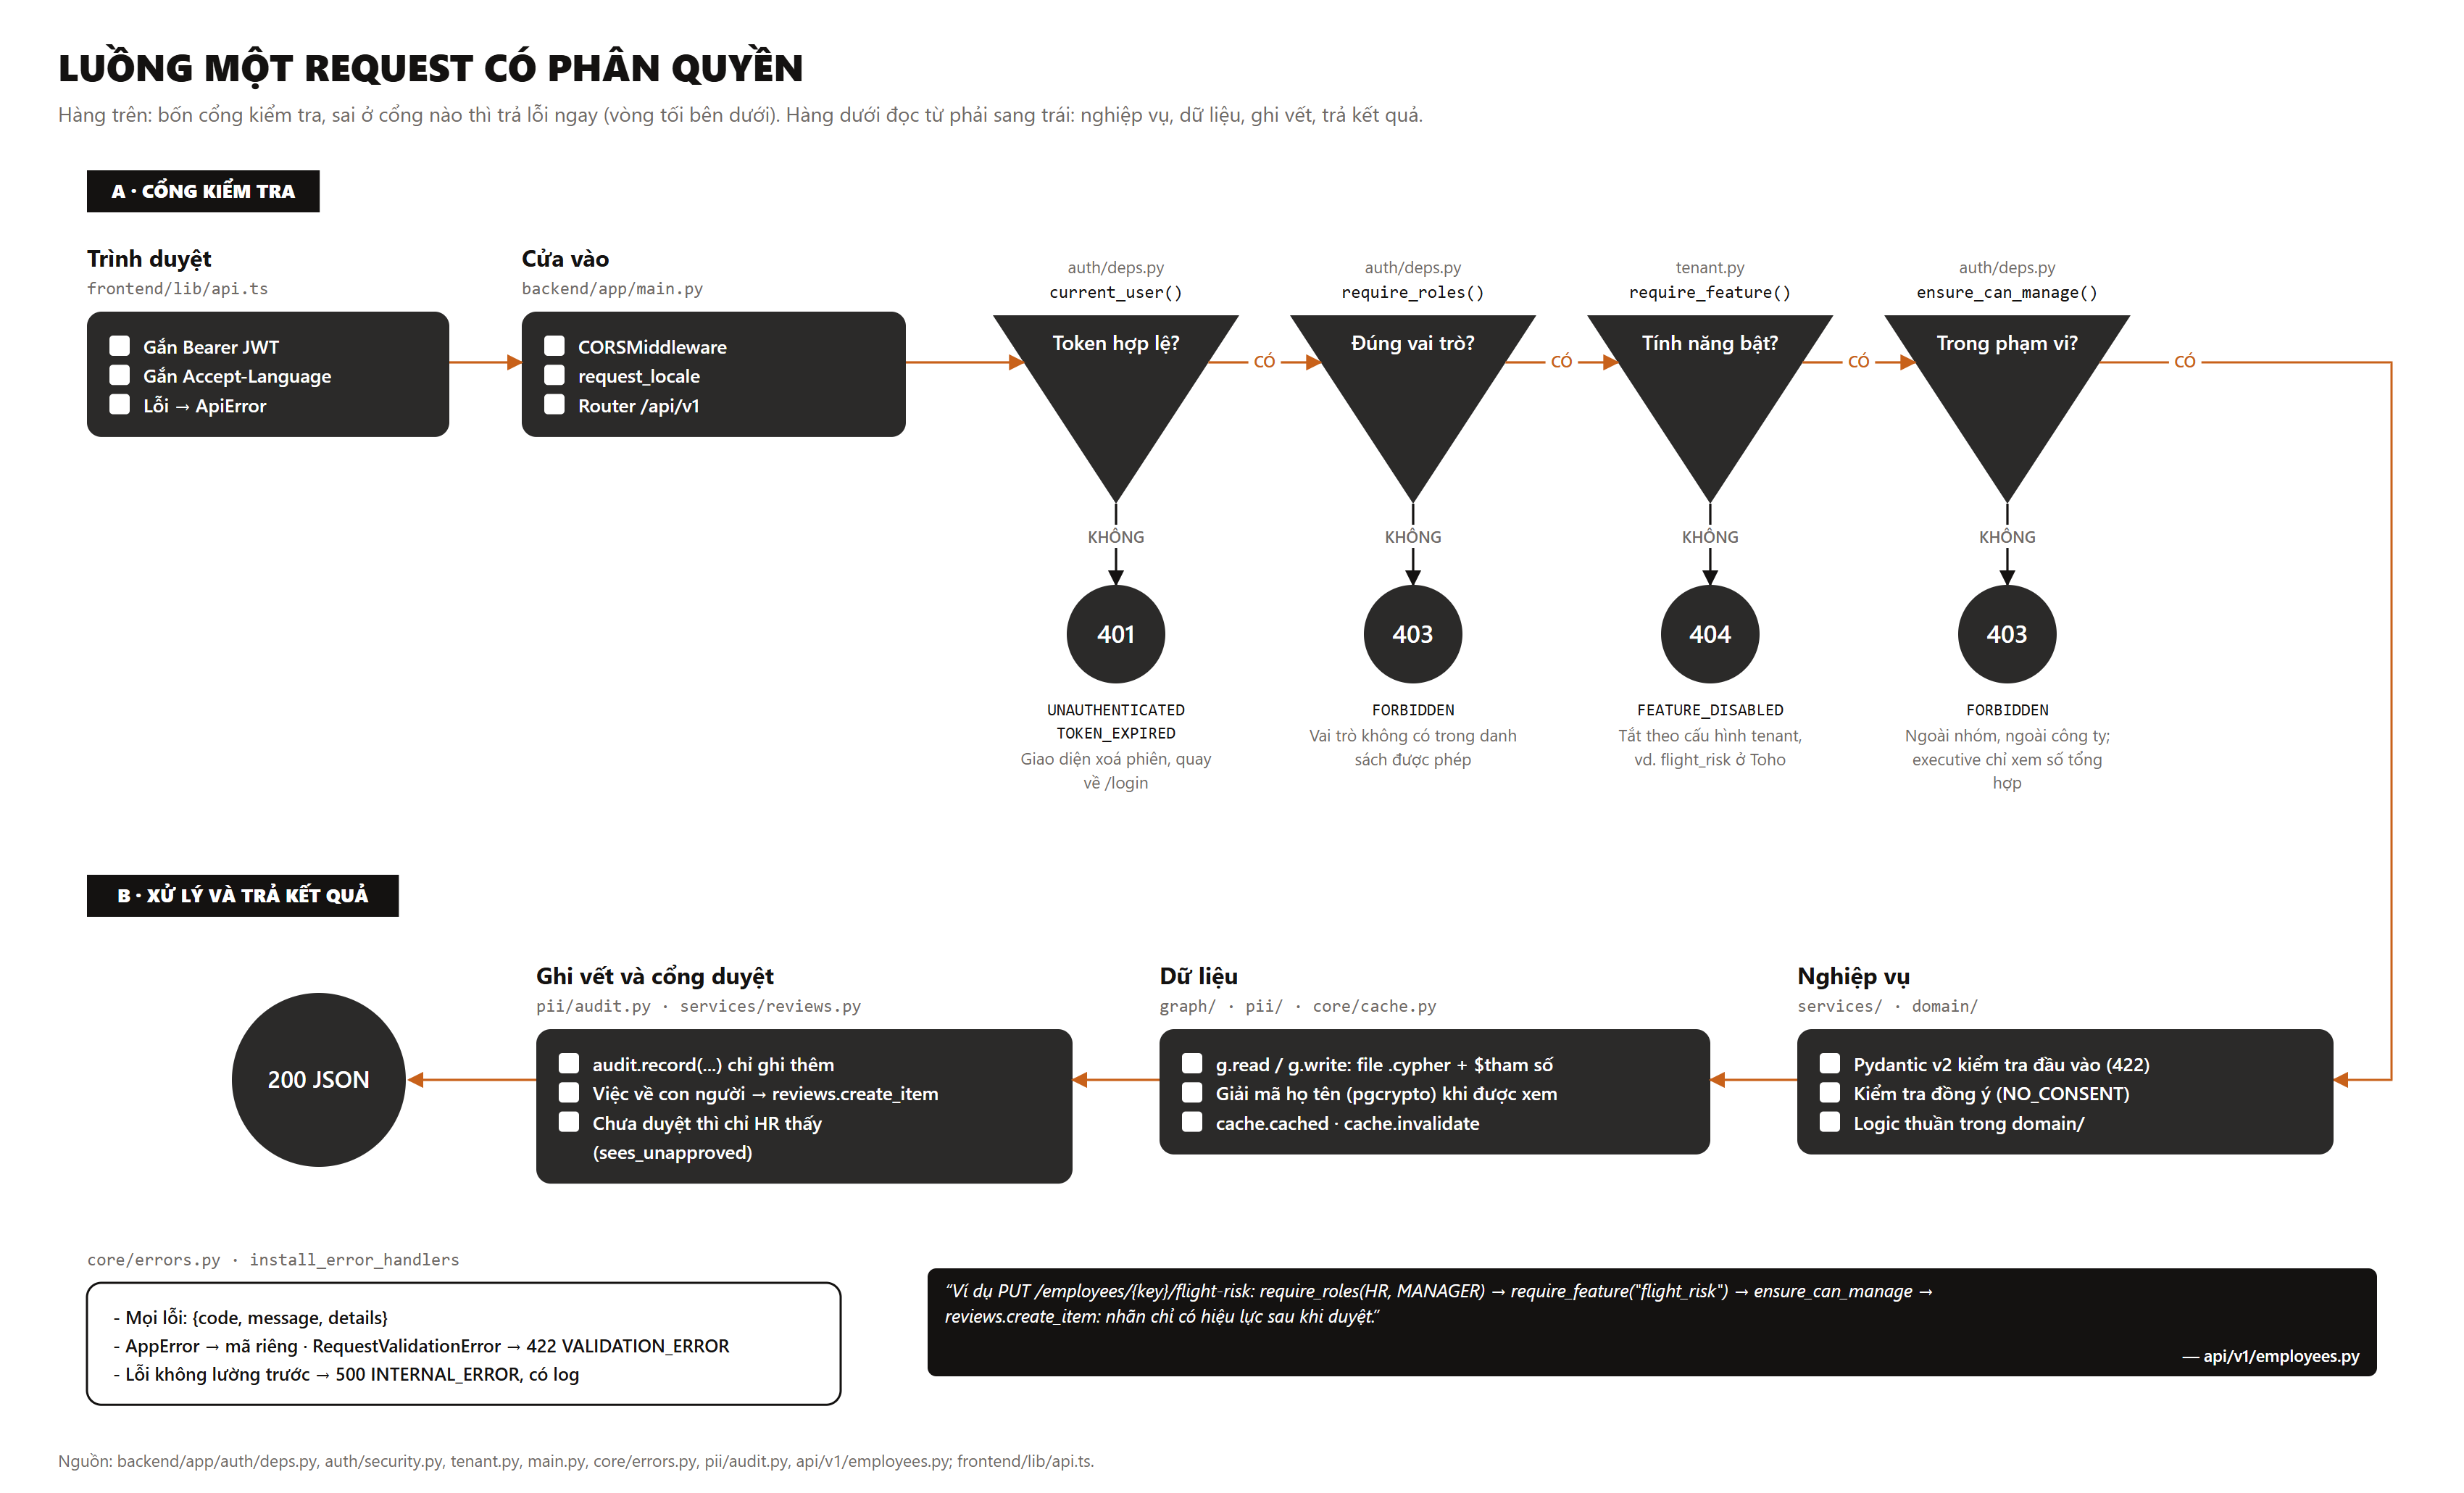 LUỒNG MỘT REQUEST CÓ PHÂN QUYỀN
Hàng trên: bốn cổng kiểm tra, sai ở cổng nào thì trả lỗi ngay (vòng tối bên dưới). Hàng dưới đọc từ phải sang trái: nghiệp vụ, dữ liệu, ghi vết, trả kết quả.
A · CỔNG KIỂM TRA
Trình duyệt
frontend/lib/api.ts
Gắn Bearer JWT
Gắn Accept-Language
Lỗi → ApiError
Cửa vào
backend/app/main.py
CORSMiddleware
request_locale
Router /api/v1
auth/deps.py
current_user()
Token hợp lệ?
CÓ
KHÔNG
401
UNAUTHENTICATED
TOKEN_EXPIRED
Giao diện xoá phiên, quay
về /login
auth/deps.py
require_roles()
Đúng vai trò?
CÓ
KHÔNG
403
FORBIDDEN
Vai trò không có trong danh
sách được phép
tenant.py
require_feature()
Tính năng bật?
CÓ
KHÔNG
404
FEATURE_DISABLED
Tắt theo cấu hình tenant,
vd. flight_risk ở Toho
auth/deps.py
ensure_can_manage()
Trong phạm vi?
CÓ
KHÔNG
403
FORBIDDEN
Ngoài nhóm, ngoài công ty;
executive chỉ xem số tổng
hợp
B · XỬ LÝ VÀ TRẢ KẾT QUẢ
200 JSON
Ghi vết và cổng duyệt
pii/audit.py · services/reviews.py
audit.record(...) chỉ ghi thêm
Việc về con người → reviews.create_item
Chưa duyệt thì chỉ HR thấy
(sees_unapproved)
Dữ liệu
graph/ · pii/ · core/cache.py
g.read / g.write: file .cypher + $tham số
Giải mã họ tên (pgcrypto) khi được xem
cache.cached · cache.invalidate
Nghiệp vụ
services/ · domain/
Pydantic v2 kiểm tra đầu vào (422)
Kiểm tra đồng ý (NO_CONSENT)
Logic thuần trong domain/
core/errors.py · install_error_handlers
- Mọi lỗi: {code, message, details}
- AppError → mã riêng · RequestValidationError → 422 VALIDATION_ERROR
- Lỗi không lường trước → 500 INTERNAL_ERROR, có log
“Ví dụ PUT /employees/{key}/flight-risk: require_roles(HR, MANAGER) → require_feature("flight_risk") → ensure_can_manage →
reviews.create_item: nhãn chỉ có hiệu lực sau khi duyệt.”
— api/v1/employees.py
Nguồn: backend/app/auth/deps.py, auth/security.py, tenant.py, main.py, core/errors.py, pii/audit.py, api/v1/employees.py; frontend/lib/api.ts.